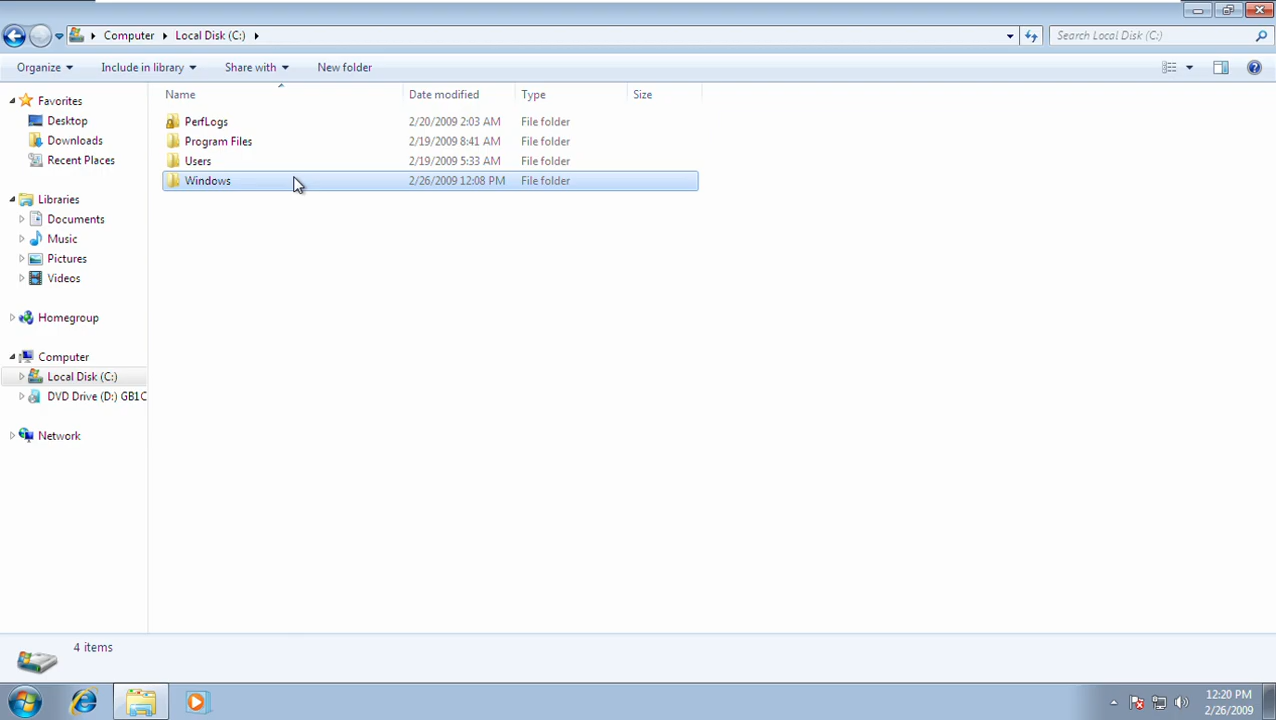 Computer Local Disk (C:) Search Local Disk (C:)
Organize Include in library Share with New folder
Name Date modified Type Size
Favorites
Desktop
Downloads
Recent Places
Libraries
Documents
Music
Pictures
Videos
Homegroup
Computer
Local Disk (C:)
DVD Drive (D:) GB1C
Network
PerfLogs 2/20/2009 2:03 AM File folder
Program Files 2/19/2009 8:41 AM File folder
Users 2/19/2009 5:33 AM File folder
Windows 2/26/2009 12:08 PM File folder
4 items
12:20 PM
2/26/2009